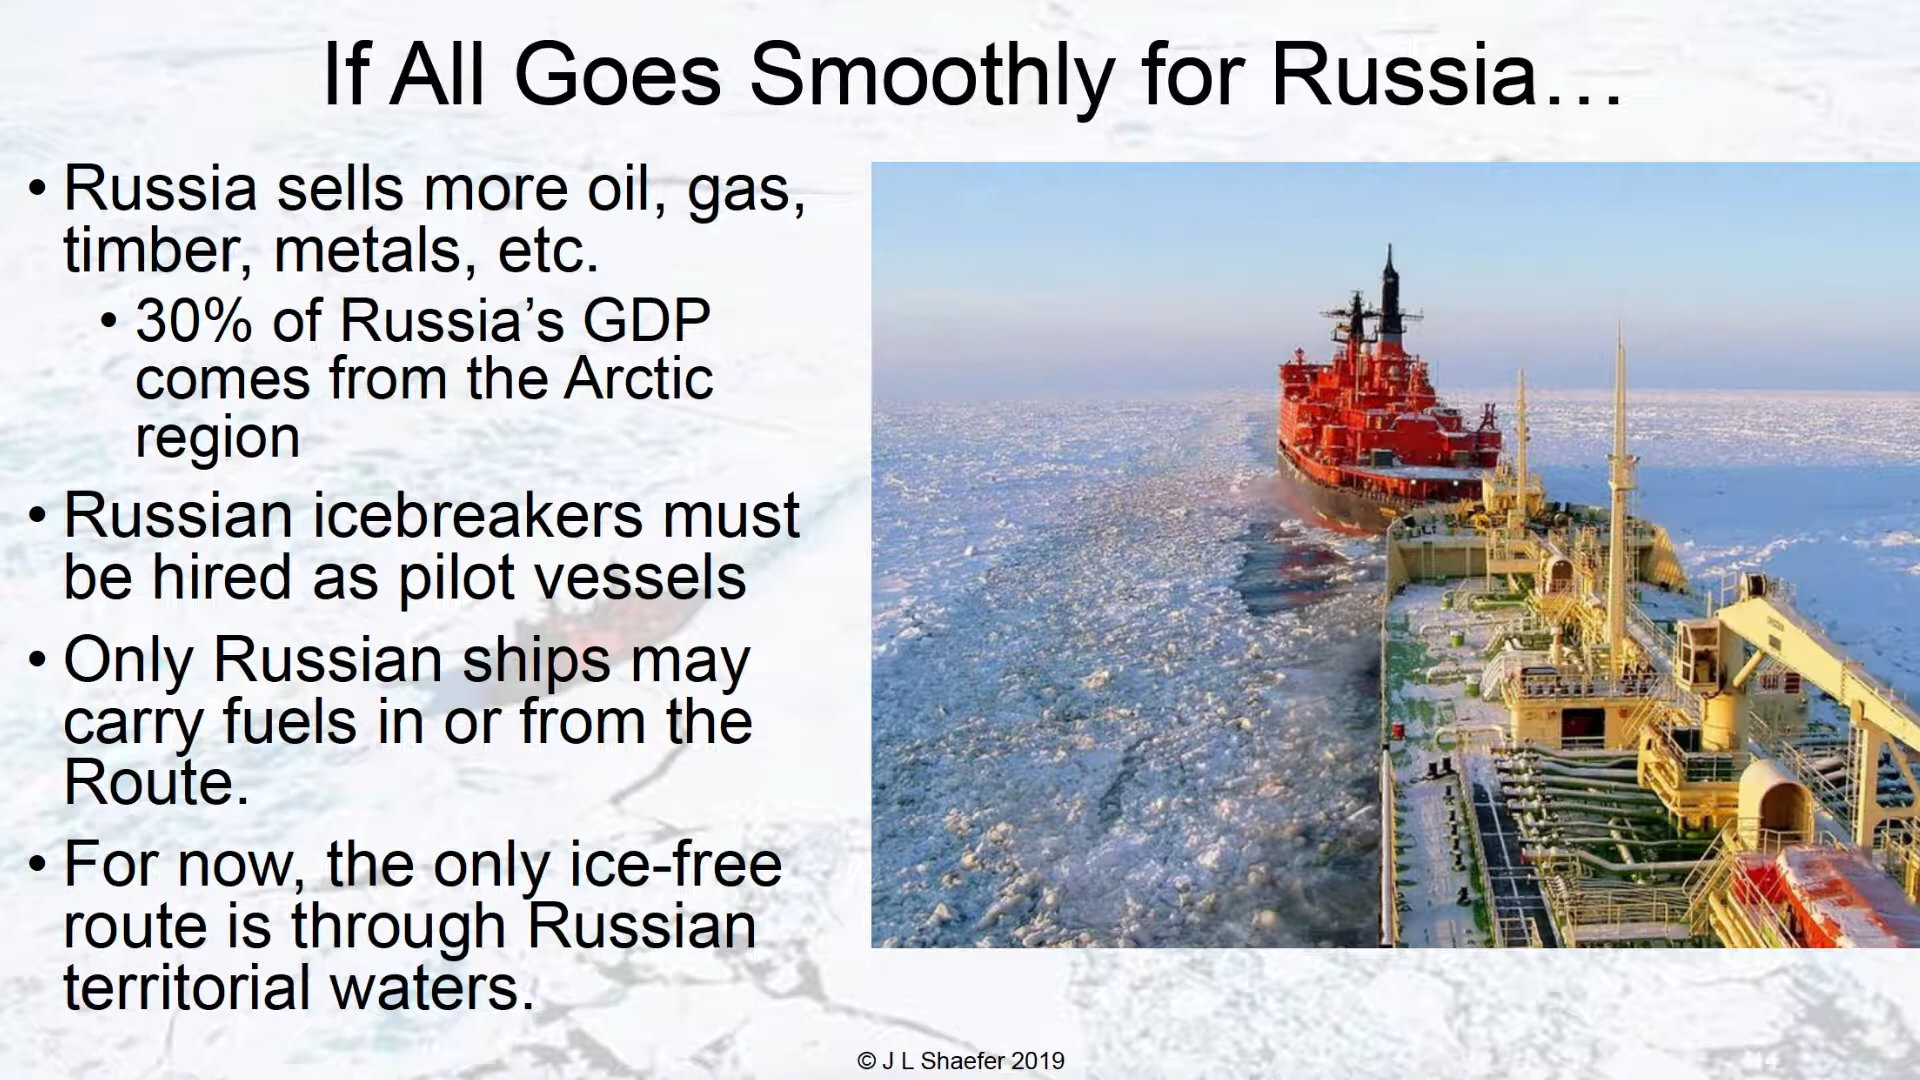 If All Goes Smoothly for Russia…
• Russia sells more oil, gas,
timber, metals, etc.
• 30% of Russia’s GDP
comes from the Arctic
region
• Russian icebreakers must
be hired as pilot vessels
• Only Russian ships may
carry fuels in or from the
Route.
• For now, the only ice-free
route is through Russian
territorial waters.
© J L Shaefer 2019